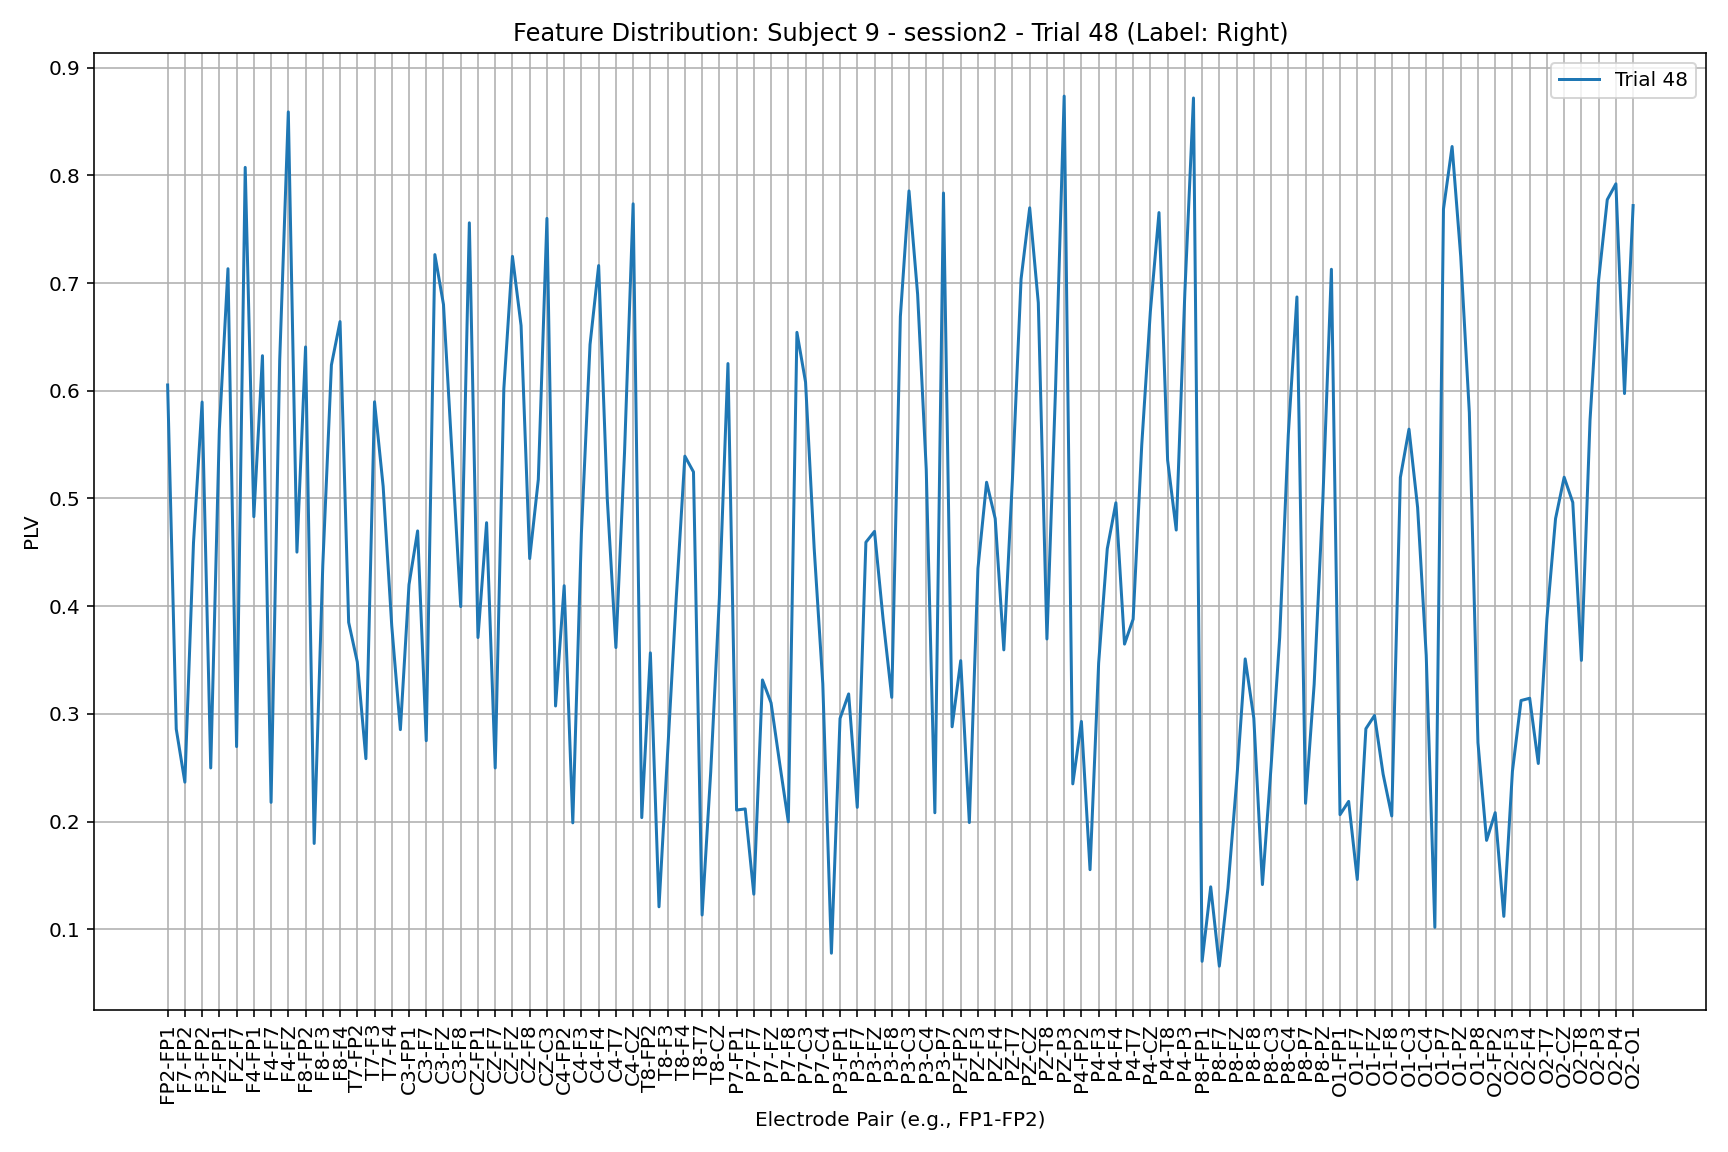 Feature Distribution: Subject 9 - session2 - Trial 48 (Label: Right)
Trial 48
0.9
0.8
0.7
0.6
0.5
0.4
0.3
0.2
0.1
PLV
FP2-FP1
F7-FP2
F3-FP2
FZ-FP1
FZ-F7
F4-FP1
F4-F7
F4-FZ
F8-FP2
F8-F3
F8-F4
T7-FP2
T7-F3
T7-F4
C3-FP1
C3-F7
C3-FZ
C3-F8
CZ-FP1
CZ-F7
CZ-FZ
CZ-F8
CZ-C3
C4-FP2
C4-F3
C4-F4
C4-T7
C4-CZ
T8-FP2
T8-F3
T8-F4
T8-T7
T8-CZ
P7-FP1
P7-F7
P7-FZ
P7-F8
P7-C3
P7-C4
P3-FP1
P3-F7
P3-FZ
P3-F8
P3-C3
P3-C4
P3-P7
PZ-FP2
PZ-F3
PZ-F4
PZ-T7
PZ-CZ
PZ-T8
PZ-P3
P4-FP2
P4-F3
P4-F4
P4-T7
P4-CZ
P4-T8
P4-P3
P8-FP1
P8-F7
P8-FZ
P8-F8
P8-C3
P8-C4
P8-P7
P8-PZ
O1-FP1
O1-F7
O1-FZ
O1-F8
O1-C3
O1-C4
O1-P7
O1-PZ
O1-P8
O2-FP2
O2-F3
O2-F4
O2-T7
O2-CZ
O2-T8
O2-P3
O2-P4
O2-O1
Electrode Pair (e.g., FP1-FP2)